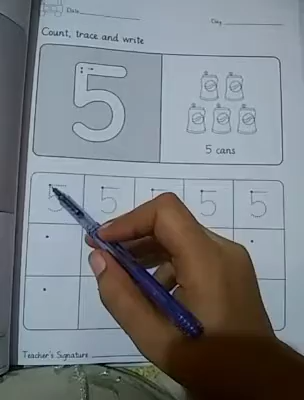 Date
Day
Count, trace and write
5
5 cans
5 5 5 5 5
Teacher's Signature